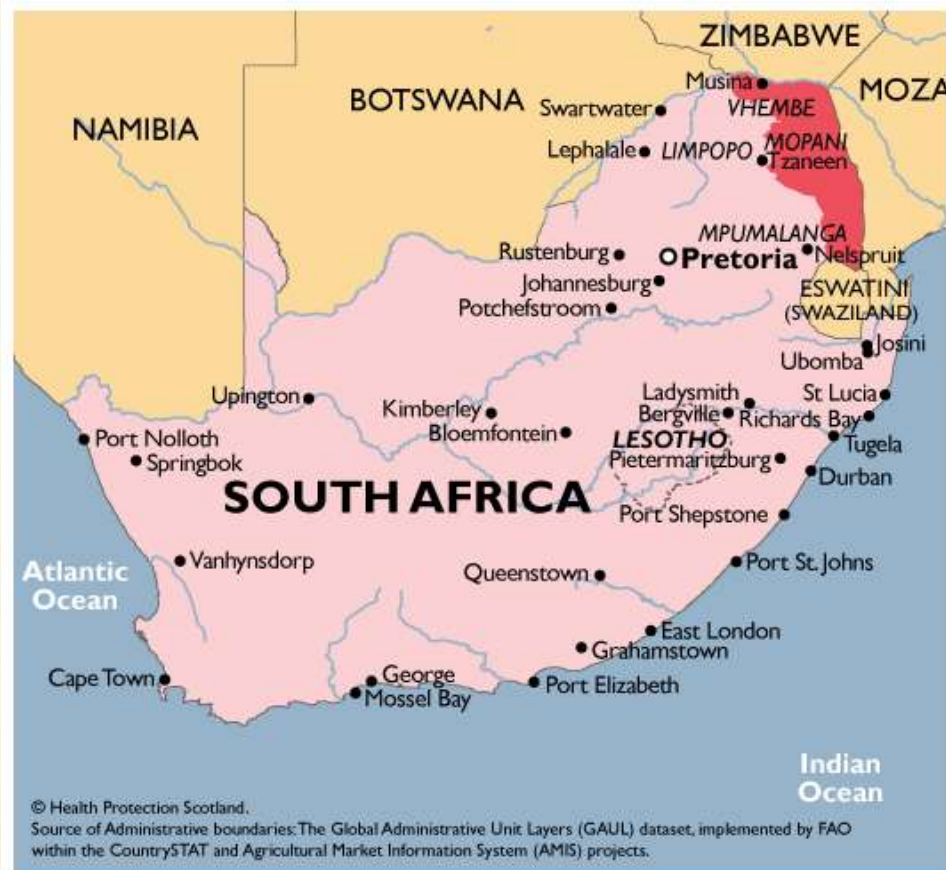 ZIMBABWE
MOZA
Musina
BOTSWANA
VHEMBE
Swartwater
NAMIBIA
MOPANI
Lephalale
LIMPOPO
Tzaneen
MPUMALANGA
Rustenburg
Pretoria
Nelspruit
Johannesburg
ESWATINI
(SWAZILAND)
Potchefstroom
Josini
Ubomba
Upington
Ladysmith
St Lucia
Kimberley
Bergville
Richards Bay
Bloemfontein
LESOTHO
Tugela
Port Nolloth
Springbok
Pietermaritzburg
Durban
SOUTH AFRICA
Port Shepstone
Vanhynsdorp
Port St. Johns
Atlantic
Ocean
Queenstown
East London
Grahamstown
Cape Town
George
Mossel Bay
Port Elizabeth
Indian
Ocean
© Health Protection Scotland.
Source of Administrative boundaries: The Global Administrative Unit Layers (GAUL) dataset, implemented by FAO
within the CountrySTAT and Agricultural Market Information System (AMIS) projects.